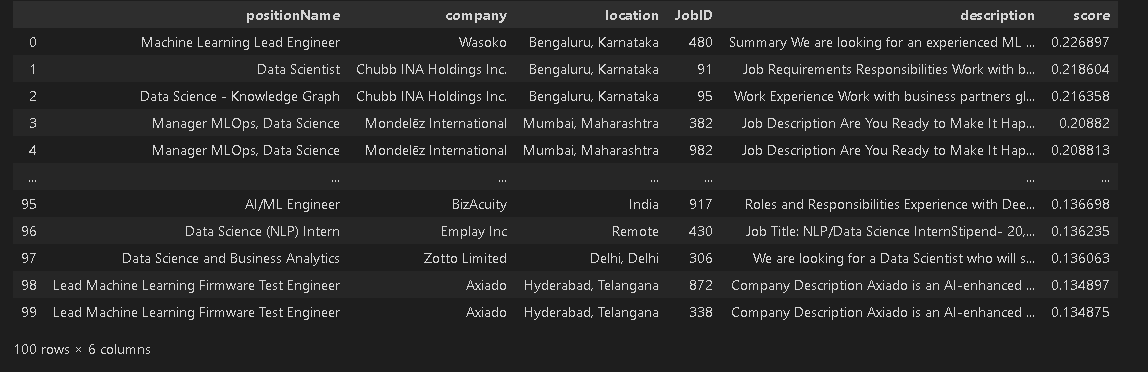 positionName company location JobID description score
0 Machine Learning Lead Engineer Wasoko Bengaluru, Karnataka 480 Summary We are looking for an experienced ML ... 0.226897
1 Data Scientist Chubb INA Holdings Inc. Bengaluru, Karnataka 91 Job Requirements Responsibilities Work with b... 0.218604
2 Data Science - Knowledge Graph Chubb INA Holdings Inc. Bengaluru, Karnataka 95 Work Experience Work with business partners gl... 0.216358
3 Manager MLOps, Data Science Mondelēz International Mumbai, Maharashtra 382 Job Description Are You Ready to Make It Hap... 0.20882
4 Manager MLOps, Data Science Mondelēz International Mumbai, Maharashtra 982 Job Description Are You Ready to Make It Hap... 0.208813
... ... ... ... ... ... ...
95 AI/ML Engineer BizAcuity India 917 Roles and Responsibilities Experience with Dee... 0.136698
96 Data Science (NLP) Intern Emplay Inc Remote 430 Job Title: NLP/Data Science InternStipend- 20,... 0.136235
97 Data Science and Business Analytics Zotto Limited Delhi, Delhi 306 We are looking for a Data Scientist who will s... 0.136063
98 Lead Machine Learning Firmware Test Engineer Axiado Hyderabad, Telangana 872 Company Description Axiado is an AI-enhanced ... 0.134897
99 Lead Machine Learning Firmware Test Engineer Axiado Hyderabad, Telangana 338 Company Description Axiado is an AI-enhanced ... 0.134875
100 rows × 6 columns